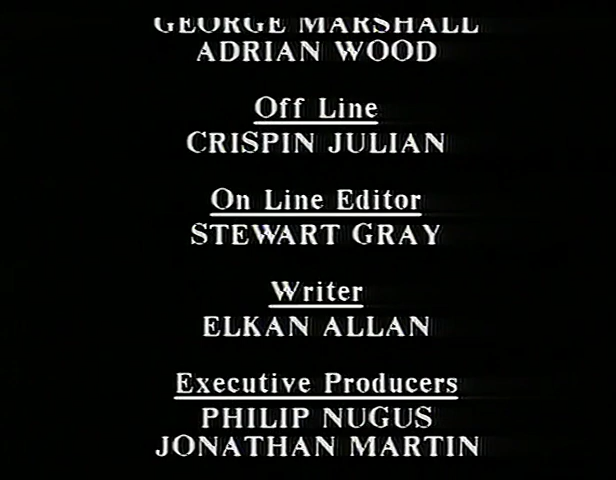 GEORGE MARSHALL
ADRIAN WOOD
Off Line
CRISPIN JULIAN
On Line Editor
STEWART GRAY
Writer
ELKAN ALLAN
Executive Producers
PHILIP NUGUS
JONATHAN MARTIN